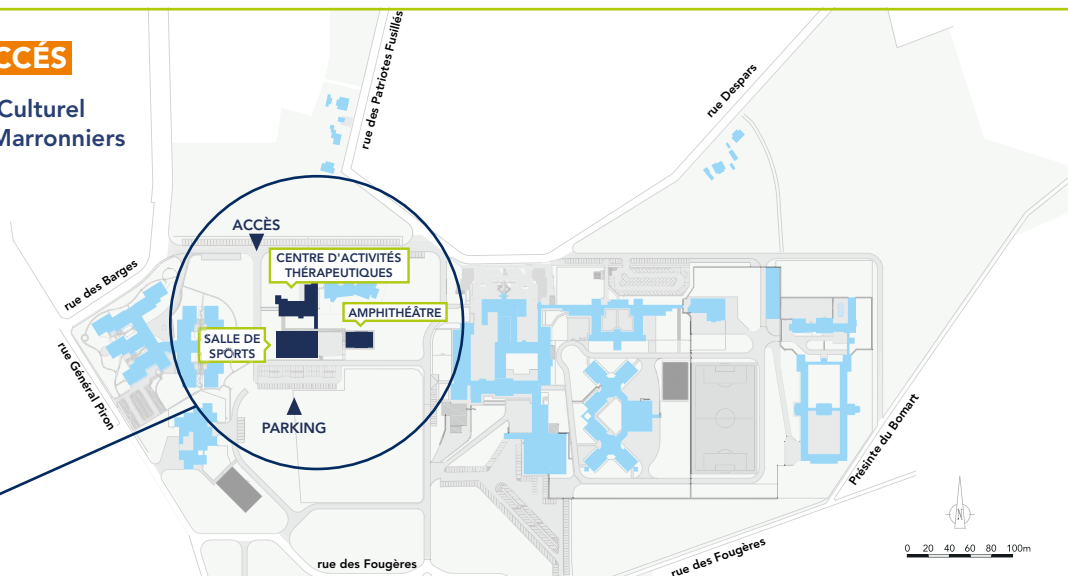 CCÉS
Culturel
Marronniers
rue des Patriotes Fusillés
rue Despars
rue des Barges
ACCÈS
CENTRE D'ACTIVITÉS
THÉRAPEUTIQUES
AMPHITHÉÂTRE
SALLE DE
SPORTS
rue Général Piron
PARKING
Présinte du Bomart
N
0 20 40 60 80 100m
rue des Fougères
rue des Fougères